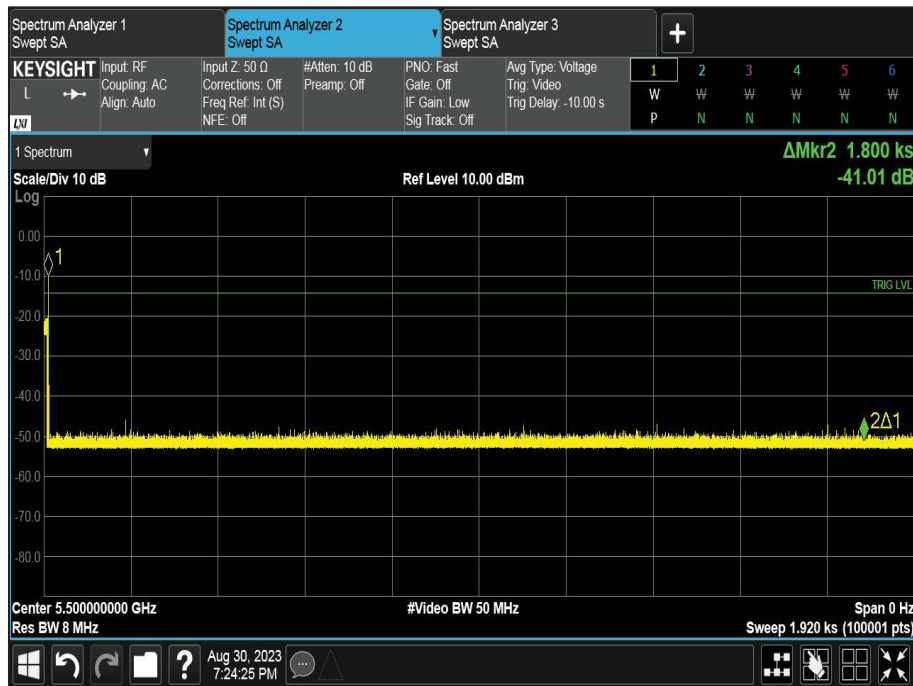 Spectrum Analyzer 1
Swept SA
Spectrum Analyzer 2
Swept SA
Spectrum Analyzer 3
Swept SA
+
KEYSIGHT
L
LXI
Input: RF
Coupling: AC
Align: Auto
Input Z: 50 Ω
Corrections: Off
Freq Ref: Int (S)
NFE: Off
#Atten: 10 dB
Preamp: Off
PNO: Fast
Gate: Off
IF Gain: Low
Sig Track: Off
Avg Type: Voltage
Trig: Video
Trig Delay: -10.00 s
1 2 3 4 5 6
W W W W W W
P N N N N N
1 Spectrum
ΔMkr2 1.800 ks
Scale/Div 10 dB
Ref Level 10.00 dBm
-41.01 dB
Log
0.00
1
-10.0
TRIG LVL
-20.0
-30.0
-40.0
2Δ1
-50.0
-60.0
-70.0
-80.0
Center 5.500000000 GHz
#Video BW 50 MHz
Span 0 Hz
Res BW 8 MHz
Sweep 1.920 ks (100001 pts)
?
Aug 30, 2023
7:24:25 PM